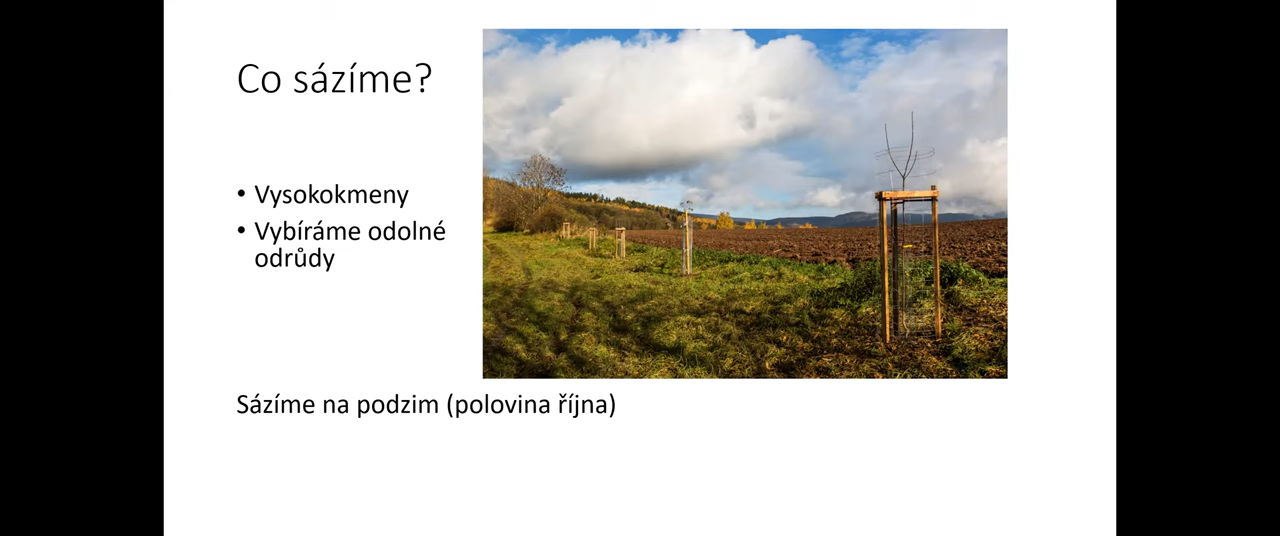 Co sázíme?
• Vysokokmeny
• Vybíráme odolné
odrůdy
Sázíme na podzim (polovina října)